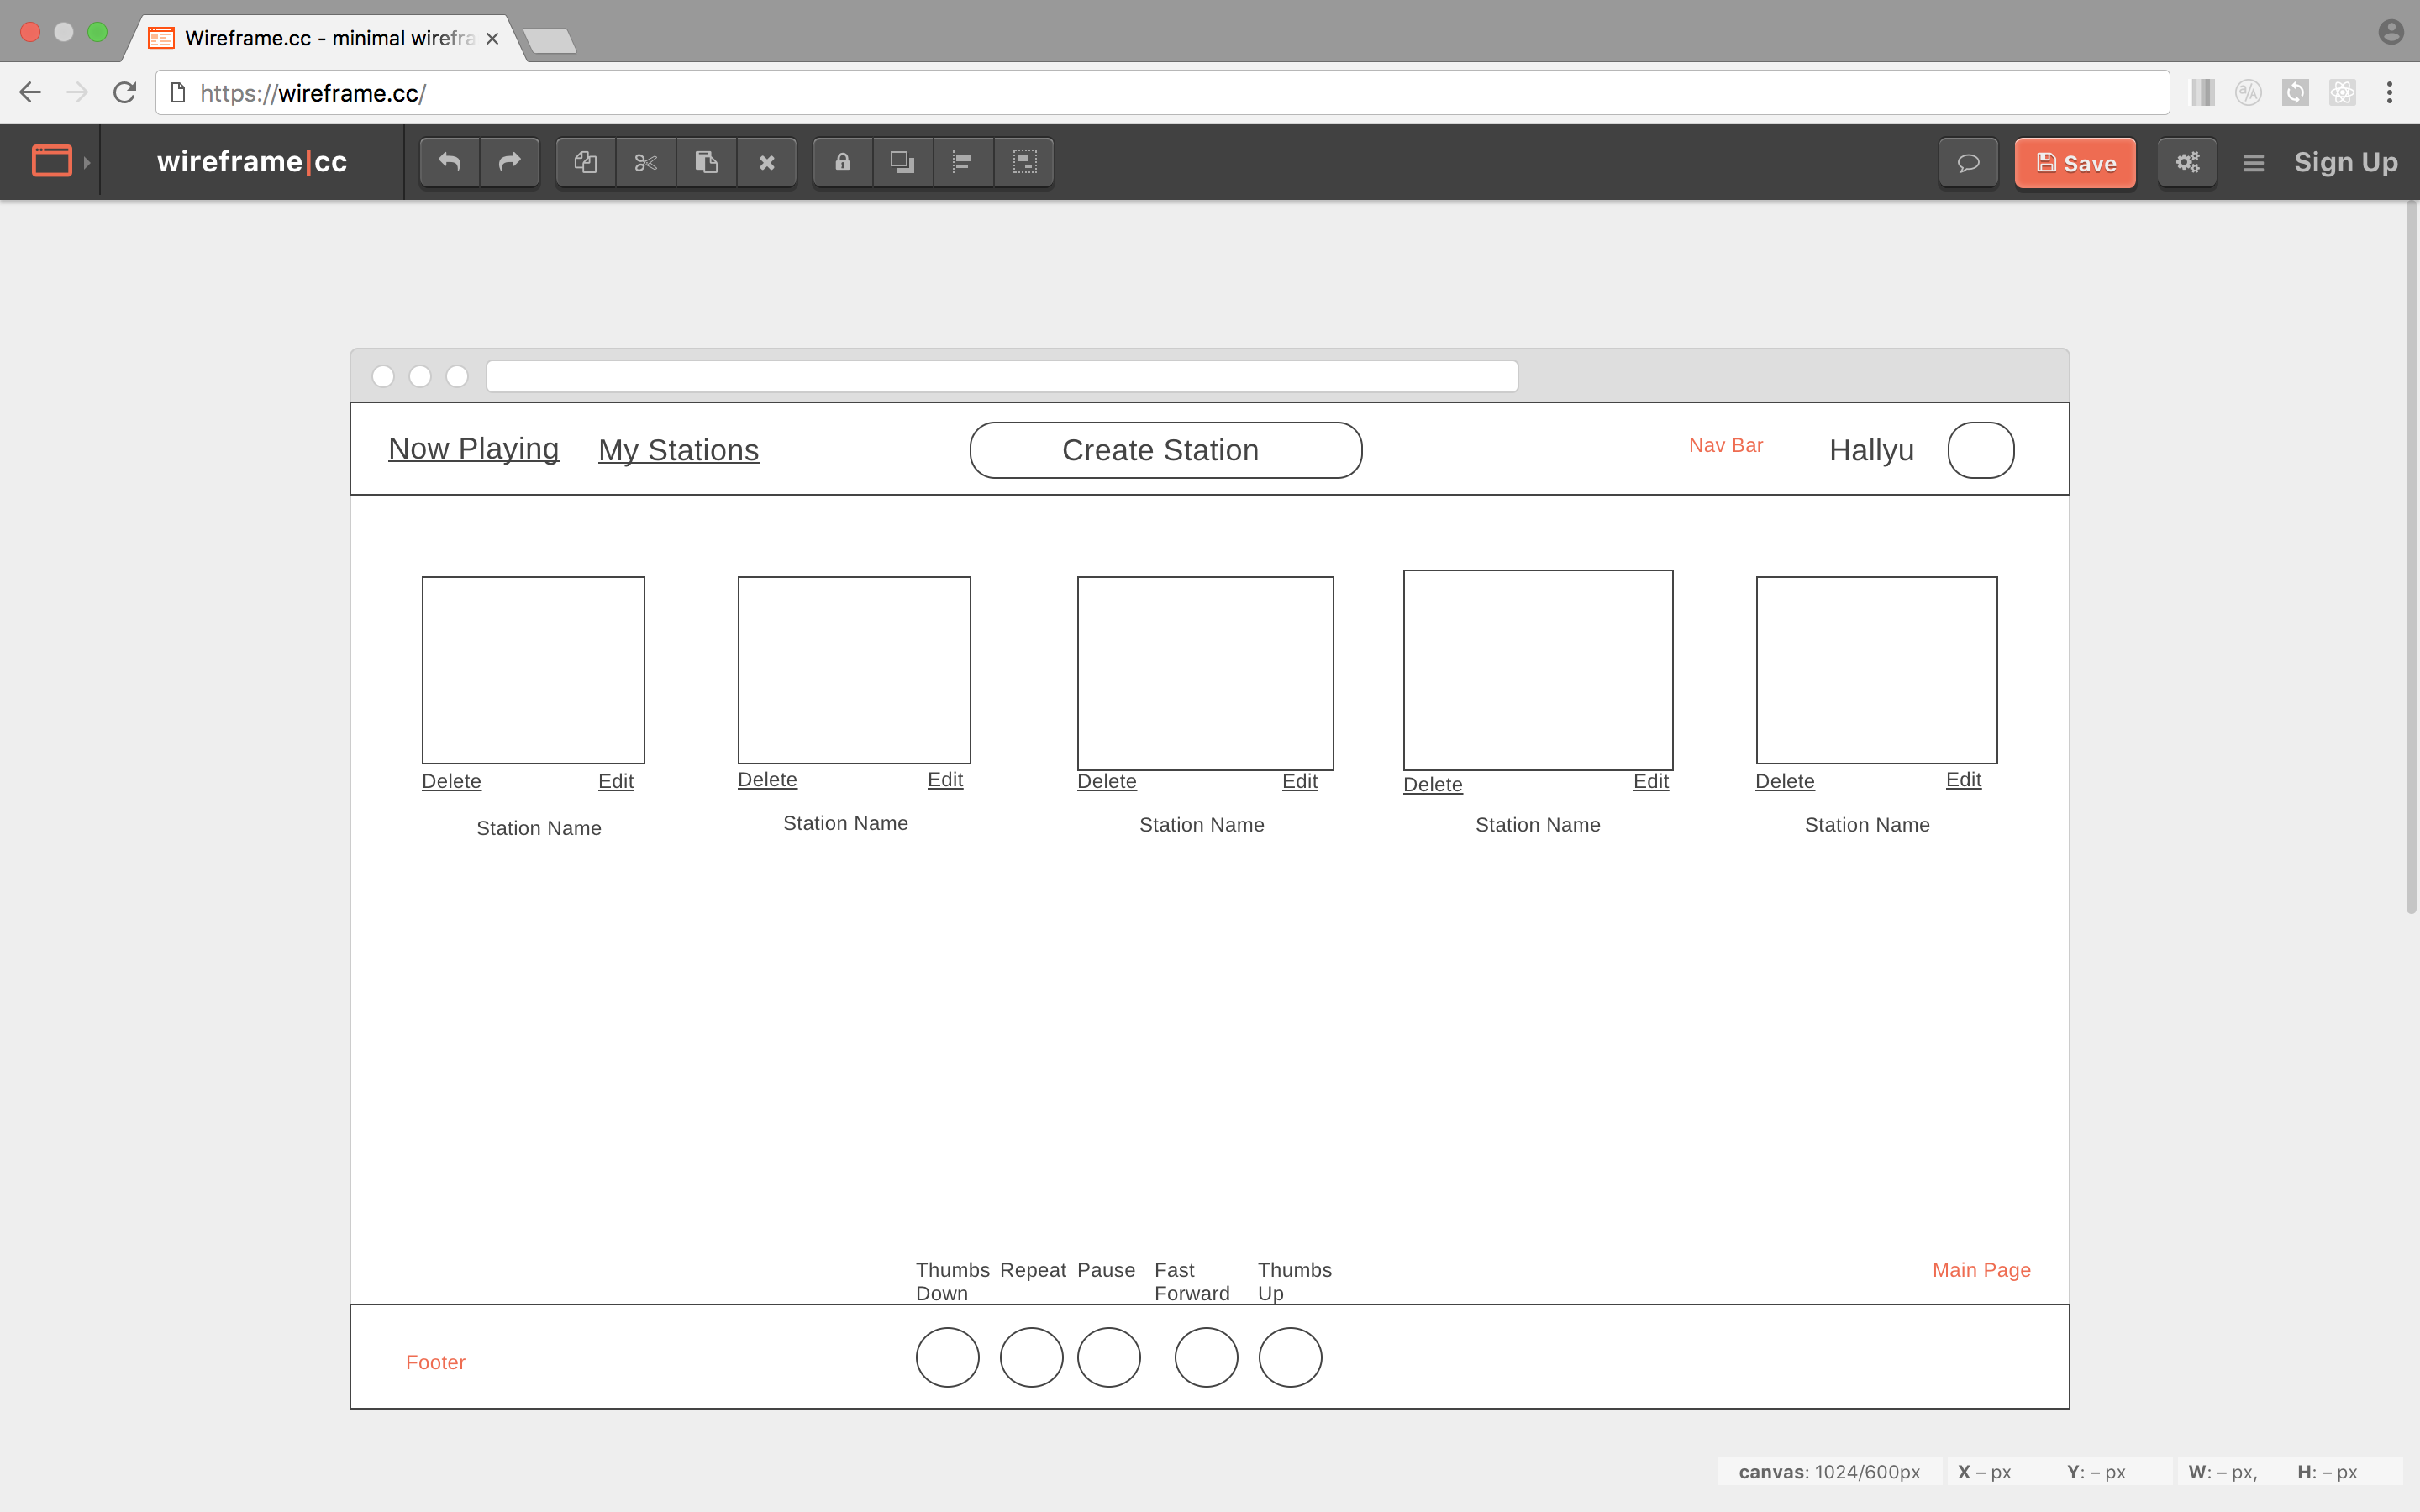 Wireframe.cc - minimal wirefra
https://wireframe.cc/
wireframe|cc
Save
Sign Up
Now Playing My Stations Create Station Nav Bar Hallyu
Delete Edit Delete Edit Delete Edit Delete Edit Delete Edit
Station Name Station Name Station Name Station Name Station Name
Thumbs Repeat Pause Fast Thumbs Main Page
Down Forward Up
Footer
canvas: 1024/600px X – px Y: – px W: – px, H: – px